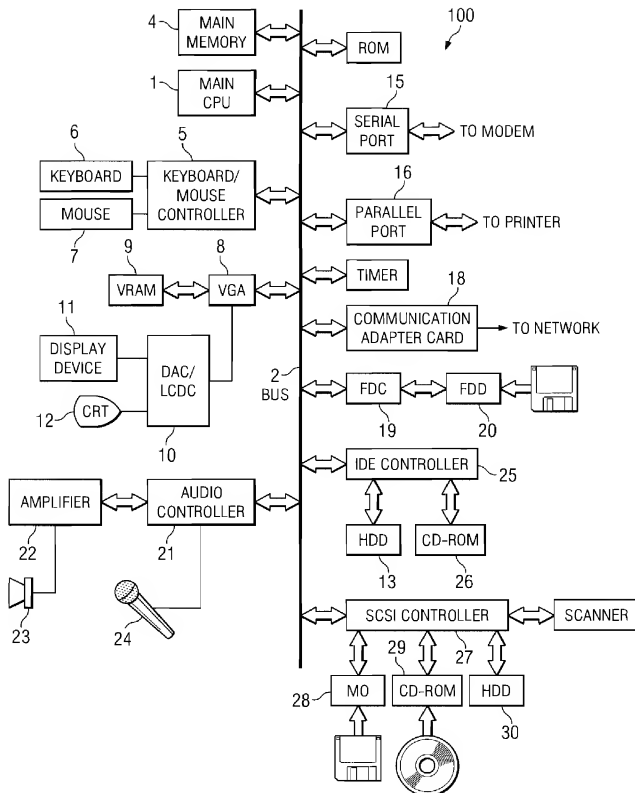 4
MAIN
MEMORY
ROM
100
1
MAIN
CPU
15
SERIAL
PORT
TO MODEM
6
KEYBOARD
5
KEYBOARD/
MOUSE
CONTROLLER
MOUSE
7
16
PARALLEL
PORT
TO PRINTER
9
VRAM
8
VGA
TIMER
18
COMMUNICATION
ADAPTER CARD
TO NETWORK
11
DISPLAY
DEVICE
DAC/
LCDC
10
12
CRT
2
BUS
FDC
19
FDD
20
IDE CONTROLLER
25
HDD
13
CD-ROM
26
AMPLIFIER
22
AUDIO
CONTROLLER
21
23
24
SCSI CONTROLLER
27
SCANNER
28
MO
29
CD-ROM
HDD
30